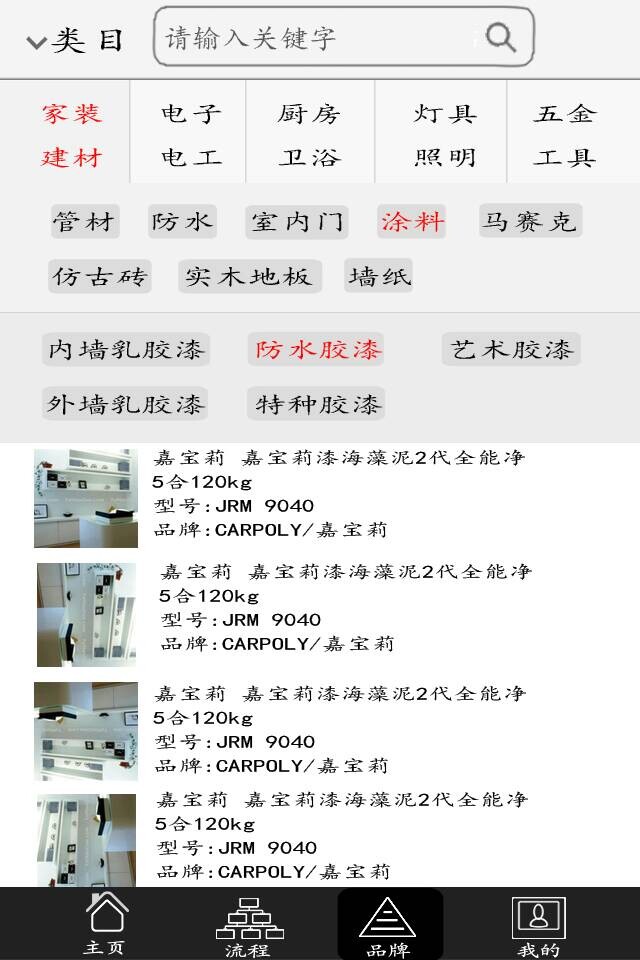 类目
请输入关键字
家装 电子 厨房 灯具 五金
建材 电工 卫浴 照明 工具
管材 防水 室内门 涂料 马赛克
仿古砖 实木地板 墙纸
内墙乳胶漆 防水胶漆 艺术胶漆
外墙乳胶漆 特种胶漆
嘉宝莉 嘉宝莉漆海藻泥2代全能净
5合120kg
型号:JRM 9040
品牌:CARPOLY/嘉宝莉
嘉宝莉 嘉宝莉漆海藻泥2代全能净
5合120kg
型号:JRM 9040
品牌:CARPOLY/嘉宝莉
嘉宝莉 嘉宝莉漆海藻泥2代全能净
5合120kg
型号:JRM 9040
品牌:CARPOLY/嘉宝莉
嘉宝莉 嘉宝莉漆海藻泥2代全能净
5合120kg
型号:JRM 9040
品牌:CARPOLY/嘉宝莉
主页 流程 品牌 我的